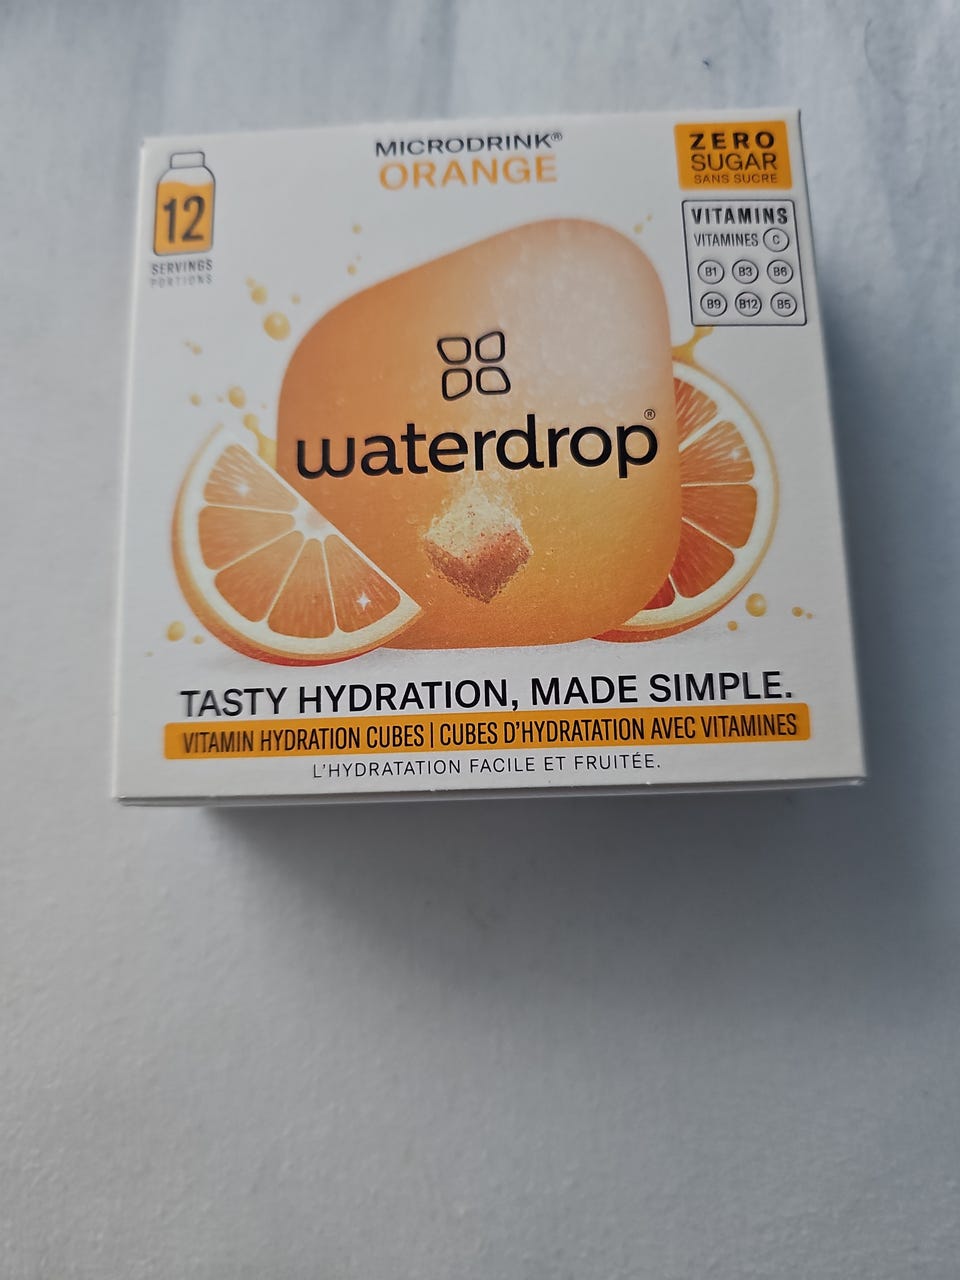 MICRODRINK®
ORANGE
12
SERVINGS
PORTIONS
ZERO
SUGAR
SANS SUCRE
VITAMINS
VITAMINES C
B1 B3 B6
B9 B12 B5
waterdrop®
TASTY HYDRATION, MADE SIMPLE.
VITAMIN HYDRATION CUBES | CUBES D'HYDRATATION AVEC VITAMINES
L'HYDRATATION FACILE ET FRUITÉE.